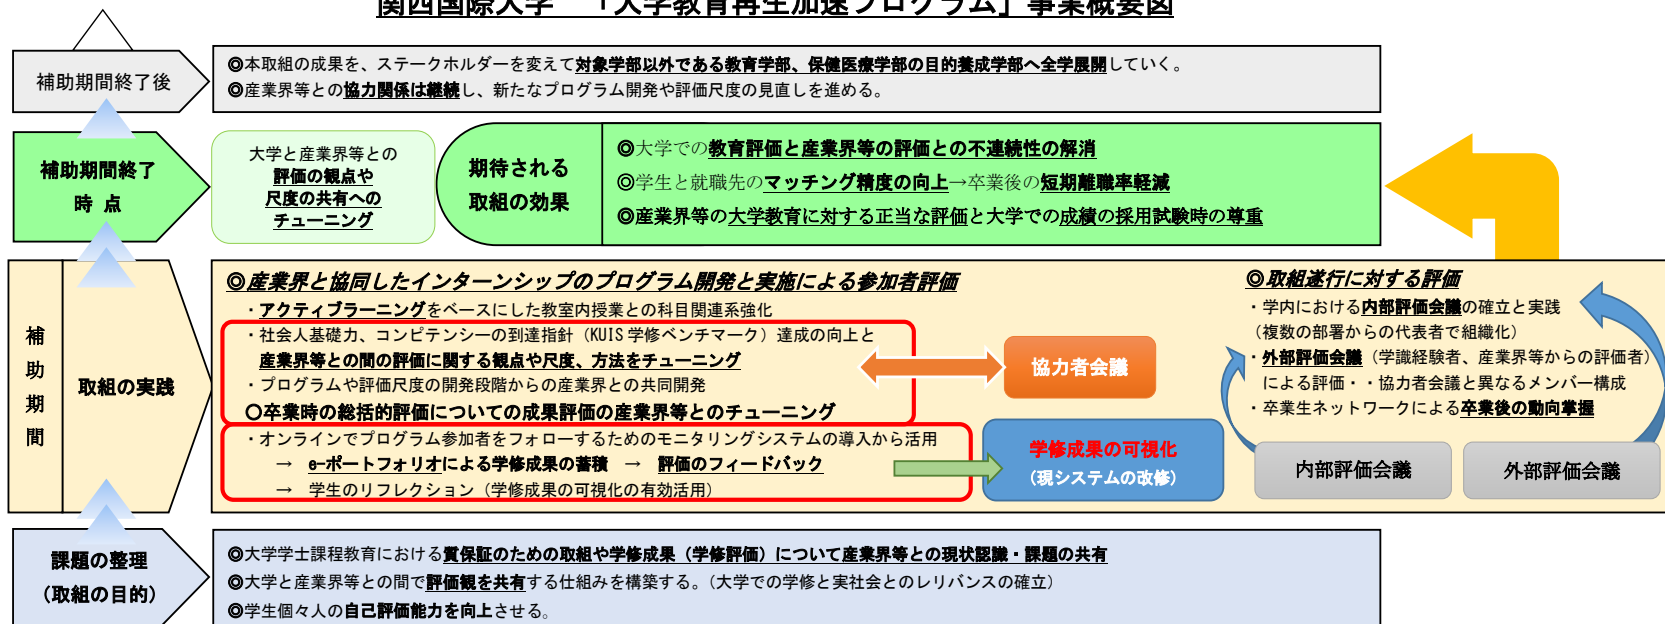 関西国際大学 「大学教育再生加速プログラム」事業概要図
補助期間終了後
◎本取組の成果を、ステークホルダーを変えて対象学部以外である教育学部、保健医療学部の目的養成学部へ全学展開していく。
◎産業界等との協力関係は継続し、新たなプログラム開発や評価尺度の見直しを進める。
補助期間終了
時 点
大学と産業界等との
評価の観点や
尺度の共有への
チューニング
期待される
取組の効果
◎大学での教育評価と産業界等の評価との不連続性の解消
◎学生と就職先のマッチング精度の向上→卒業後の短期離職率軽減
◎産業界等の大学教育に対する正当な評価と大学での成績の採用試験時の尊重
補
助
期
間
取組の実践
◎産業界と協同したインターンシップのプログラム開発と実施による参加者評価
・アクティブラーニングをベースにした教室内授業との科目関連系強化
・社会人基礎力、コンピテンシーの到達指針（KUIS学修ベンチマーク）達成の向上と
産業界等との間の評価に関する観点や尺度、方法をチューニング
・プログラムや評価尺度の開発段階からの産業界との共同開発
〇卒業時の総括的評価についての成果評価の産業界等とのチューニング
・オンラインでプログラム参加者をフォローするためのモニタリングシステムの導入から活用
→ e-ポートフォリオによる学修成果の蓄積 → 評価のフィードバック
→ 学生のリフレクション（学修成果の可視化の有効活用）
協力者会議
学修成果の可視化
（現システムの改修）
◎取組遂行に対する評価
・学内における内部評価会議の確立と実践
（複数の部署からの代表者で組織化）
・外部評価会議（学識経験者、産業界等からの評価者）
による評価・・協力者会議と異なるメンバー構成
・卒業生ネットワークによる卒業後の動向掌握
内部評価会議
外部評価会議
課題の整理
（取組の目的）
◎大学学士課程教育における質保証のための取組や学修成果（学修評価）について産業界等との現状認識・課題の共有
◎大学と産業界等との間で評価観を共有する仕組みを構築する。（大学での学修と実社会とのレリバンスの確立）
◎学生個々人の自己評価能力を向上させる。